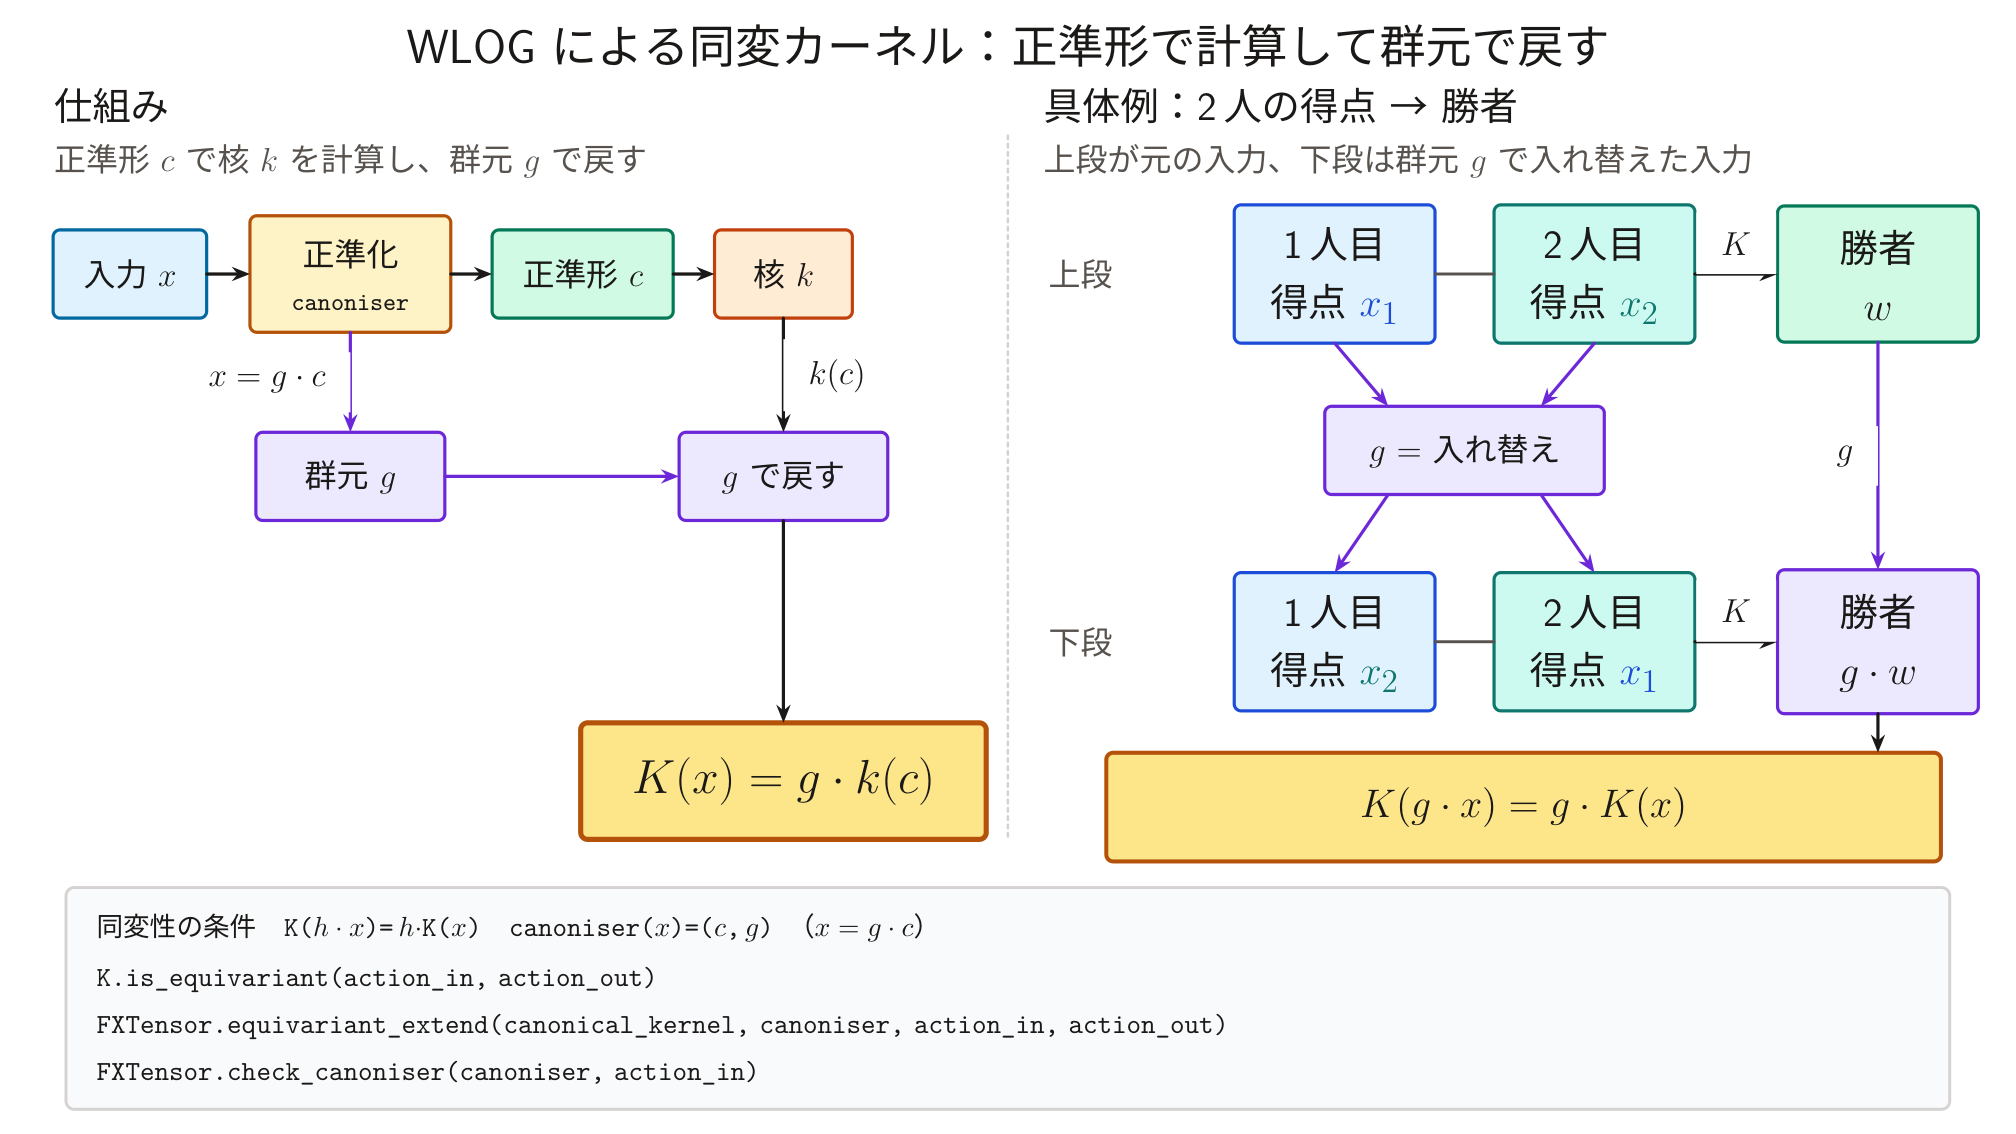 WLOG による同変カーネル：正準形で計算して群元で戻す
仕組み
正準形 c で核 k を計算し、群元 g で戻す
入力 x
正準化
canoniser
正準形 c
核 k
x = g · c
k(c)
群元 g
g で戻す
K(x) = g · k(c)
具体例：2 人の得点 → 勝者
上段が元の入力、下段は群元 g で入れ替えた入力
上段
1 人目
得点 x₁
2 人目
得点 x₂
K
勝者
w
g = 入れ替え
g
下段
1 人目
得点 x₂
2 人目
得点 x₁
K
勝者
g · w
K(g · x) = g · K(x)
同変性の条件 K(h · x)=h·K(x) canoniser(x)=(c, g) （x = g · c）
K.is_equivariant(action_in, action_out)
FXTensor.equivariant_extend(canonical_kernel, canoniser, action_in, action_out)
FXTensor.check_canoniser(canoniser, action_in)